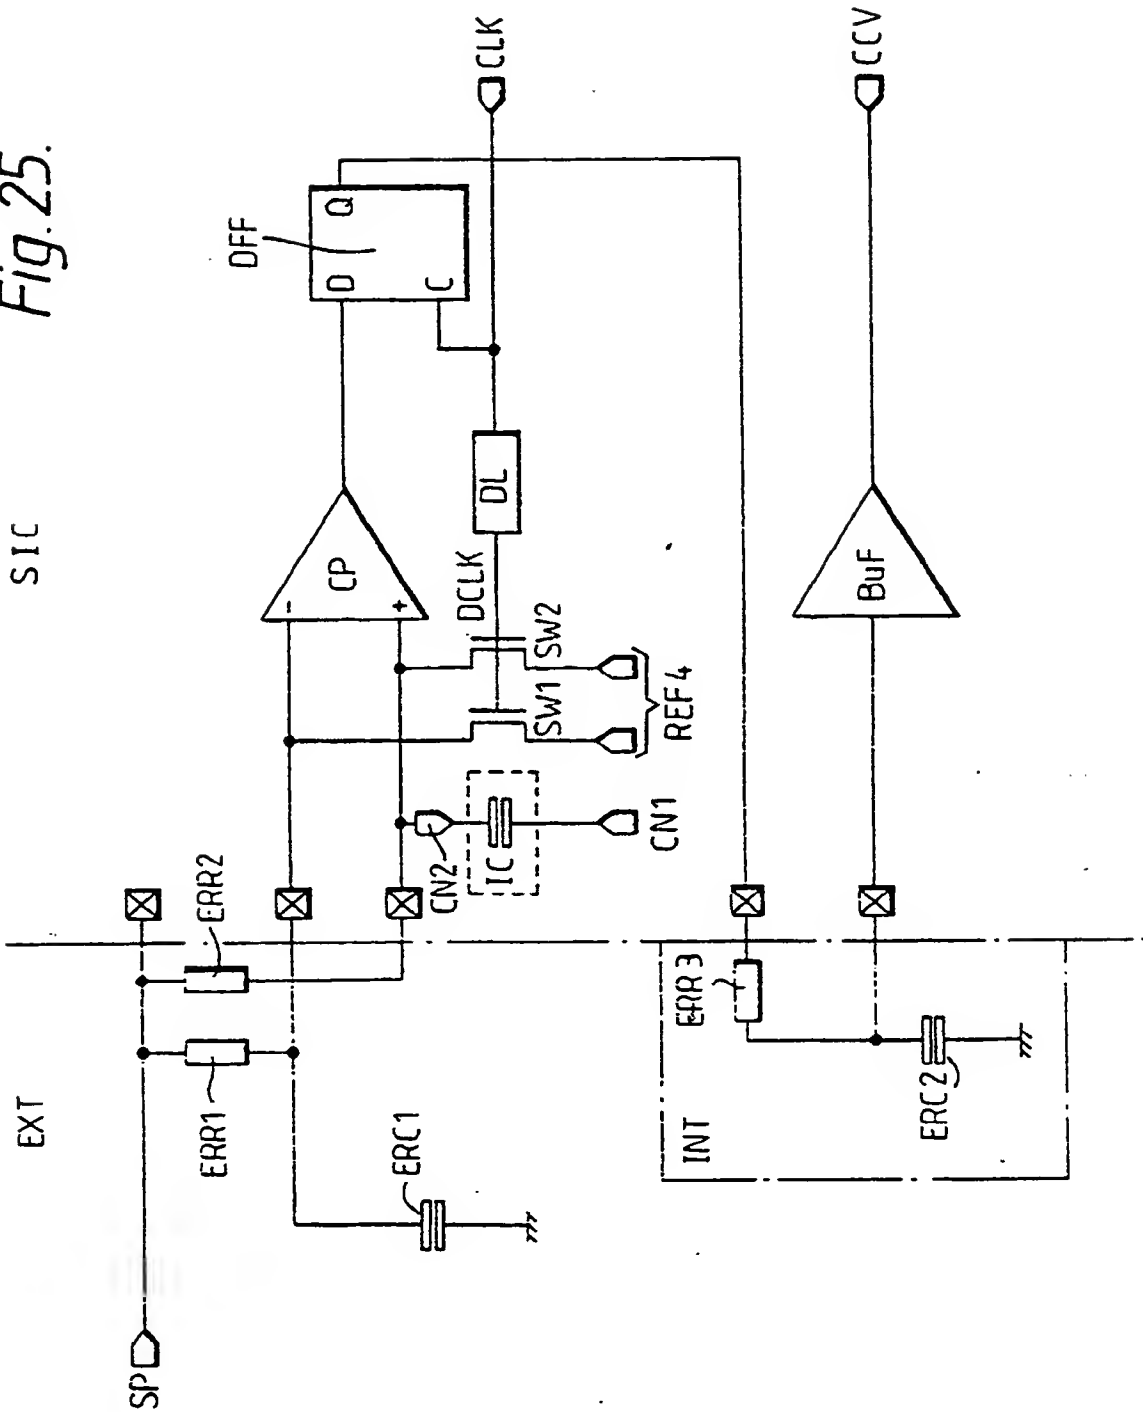 Fig. 25.
SIC
EXT
DFF
D
Q
C
CLK
CP
-
+
DL
DCLK
SW2
SW1
REF4
CN2
IC
CN1
ERR2
ERR1
ERC1
SP
ERR3
INT
ERC2
BuF
CCV